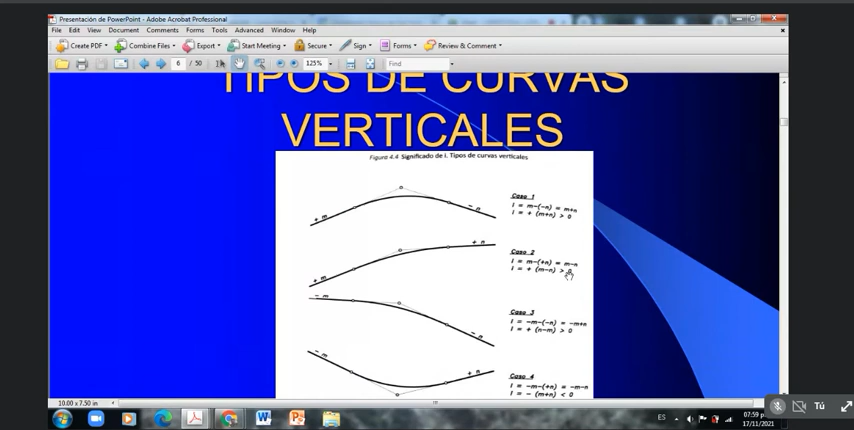 Presentación de PowerPoint - Adobe Acrobat Professional
File Edit View Document Comments Forms Tools Advanced Window Help
Create PDF Combine Files Export Start Meeting Secure Sign Forms Review & Comment
6 / 50 125% Find
TIPOS DE CURVAS
VERTICALES
Figure 4.4 Significado de i. Tipos de curvas verticales
+ m
- n
Caso 1
i = m-(-n) = m+n
i = + (m+n) > 0
+ m
+ n
Caso 2
i = m-(+n) = m-n
i = + (m-n) > 0
- m
- n
Caso 3
i = -m-(-n) = -m+n
i = + (n-m) > 0
- m
+ n
Caso 4
i = -m-(+n) = -m-n
i = - (m+n) < 0
10.00 x 7.50 in
ES
Tú
07:59 p.
17/11/2021